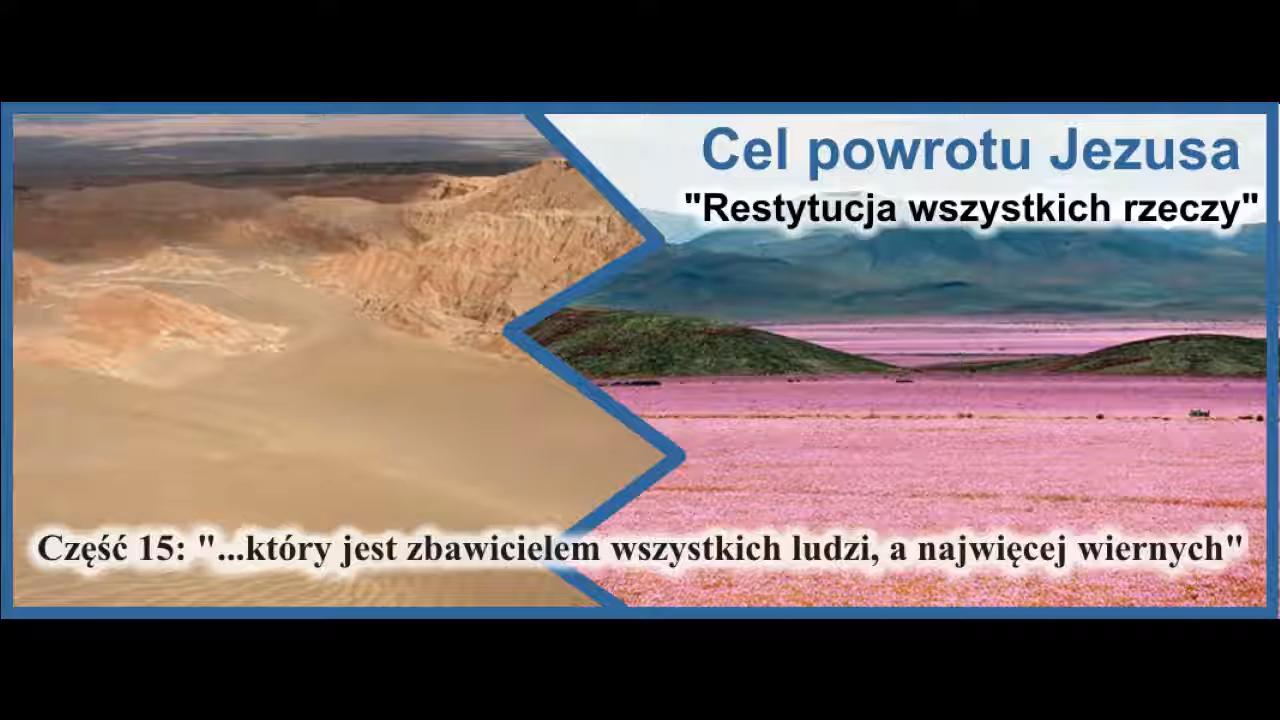 Cel powrotu Jezusa
"Restytucja wszystkich rzeczy"
Część 15: "...który jest zbawicielem wszystkich ludzi, a najwięcej wiernych"